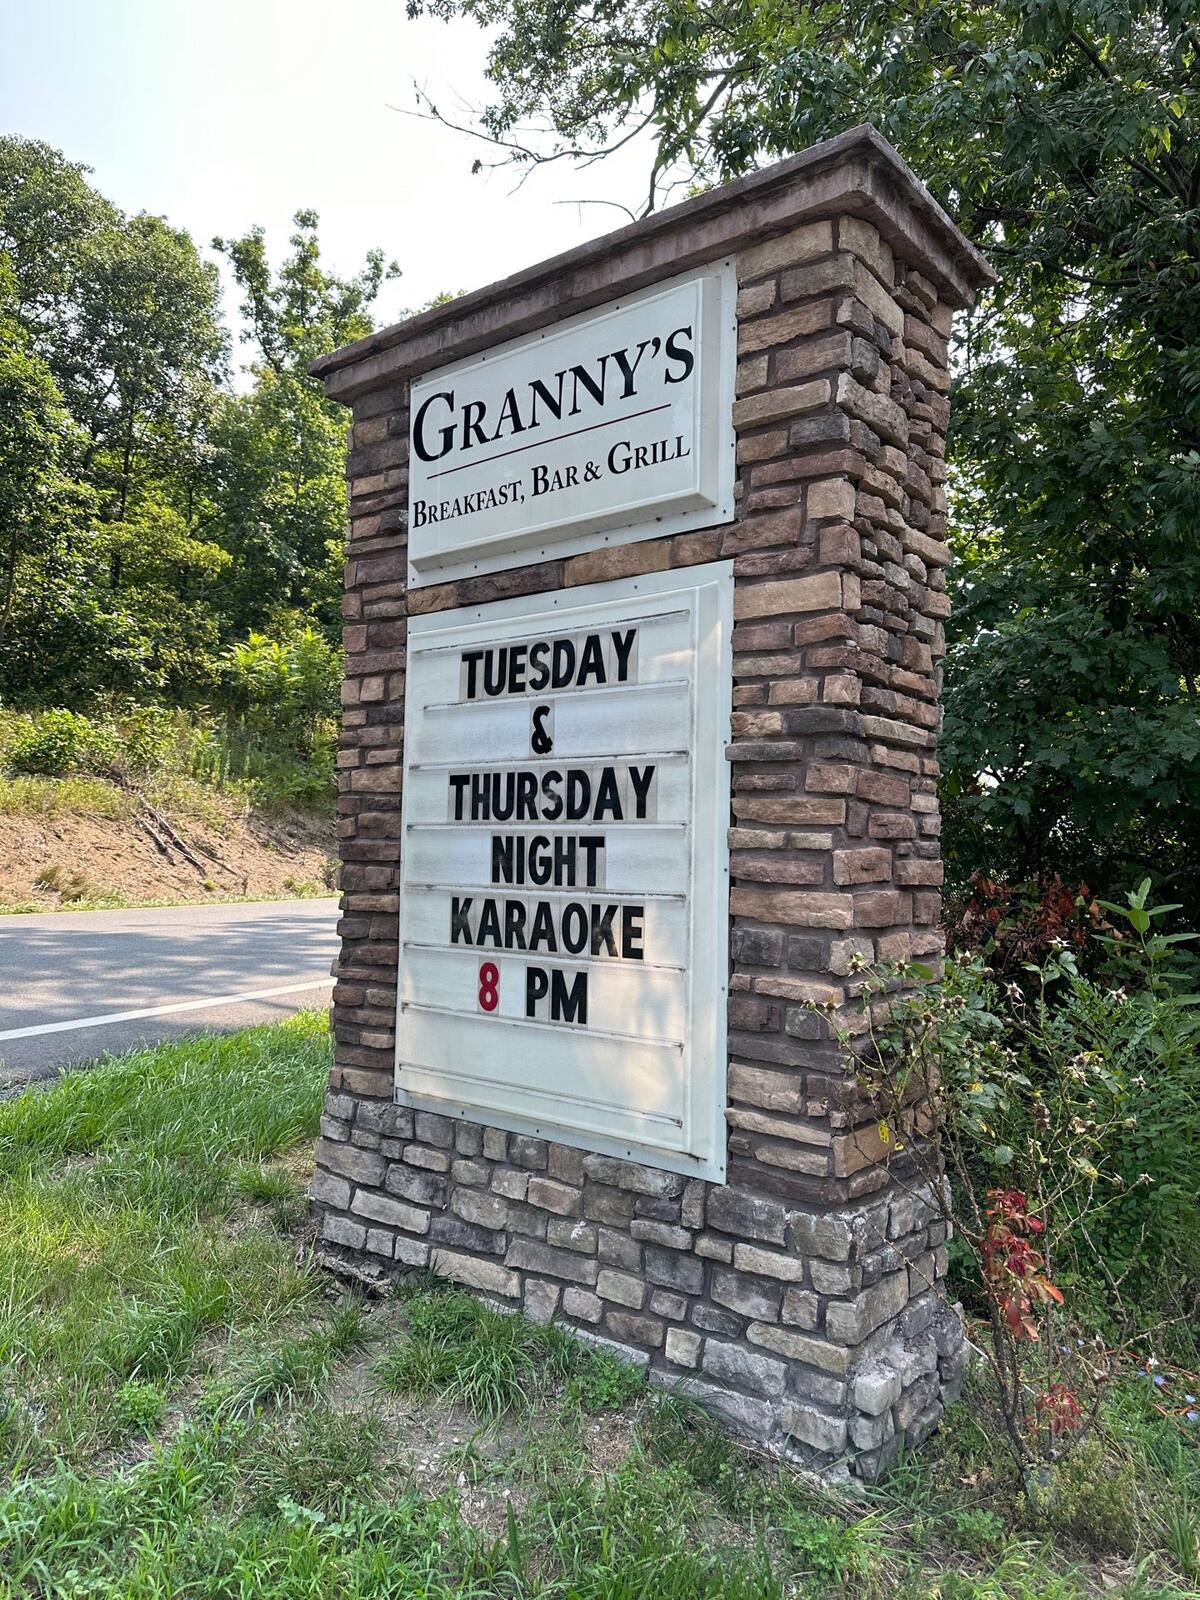 GRANNY'S
BREAKFAST, BAR & GRILL
TUESDAY
&
THURSDAY
NIGHT
KARAOKE
8 PM